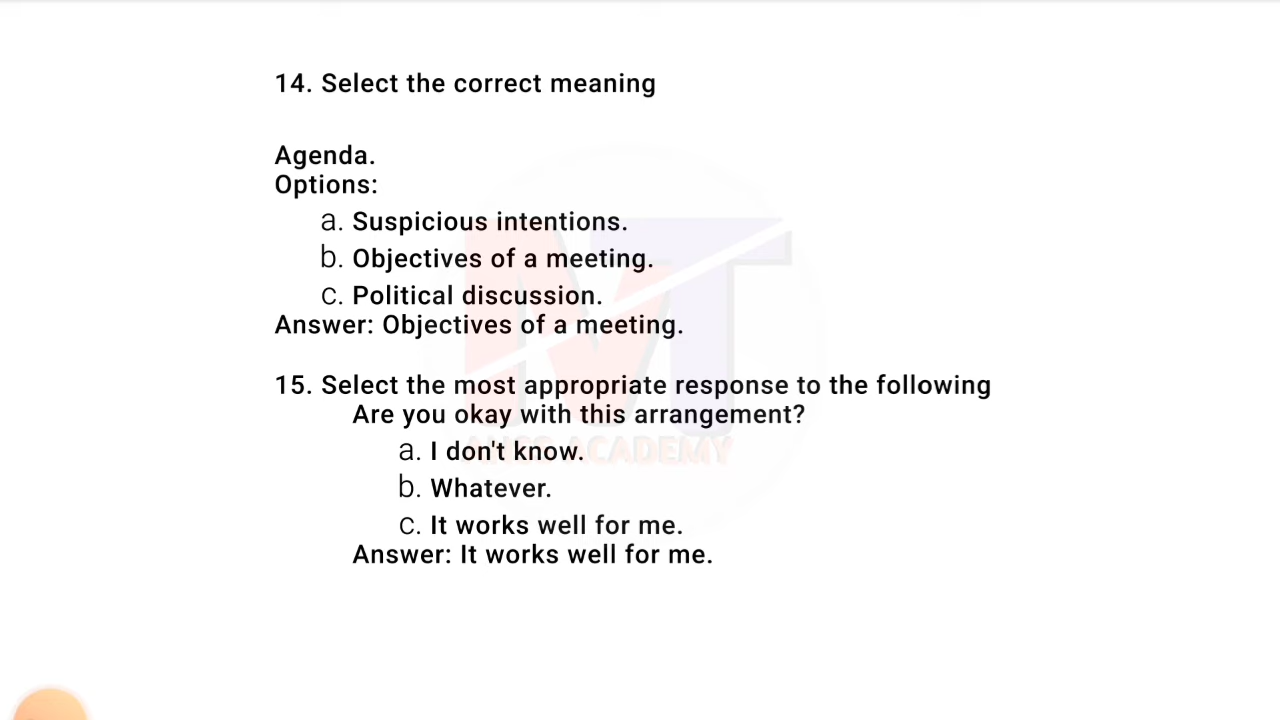 14. Select the correct meaning
Agenda.
Options:
a. Suspicious intentions.
b. Objectives of a meeting.
c. Political discussion.
Answer: Objectives of a meeting.
15. Select the most appropriate response to the following
Are you okay with this arrangement?
a. I don't know.
b. Whatever.
c. It works well for me.
Answer: It works well for me.